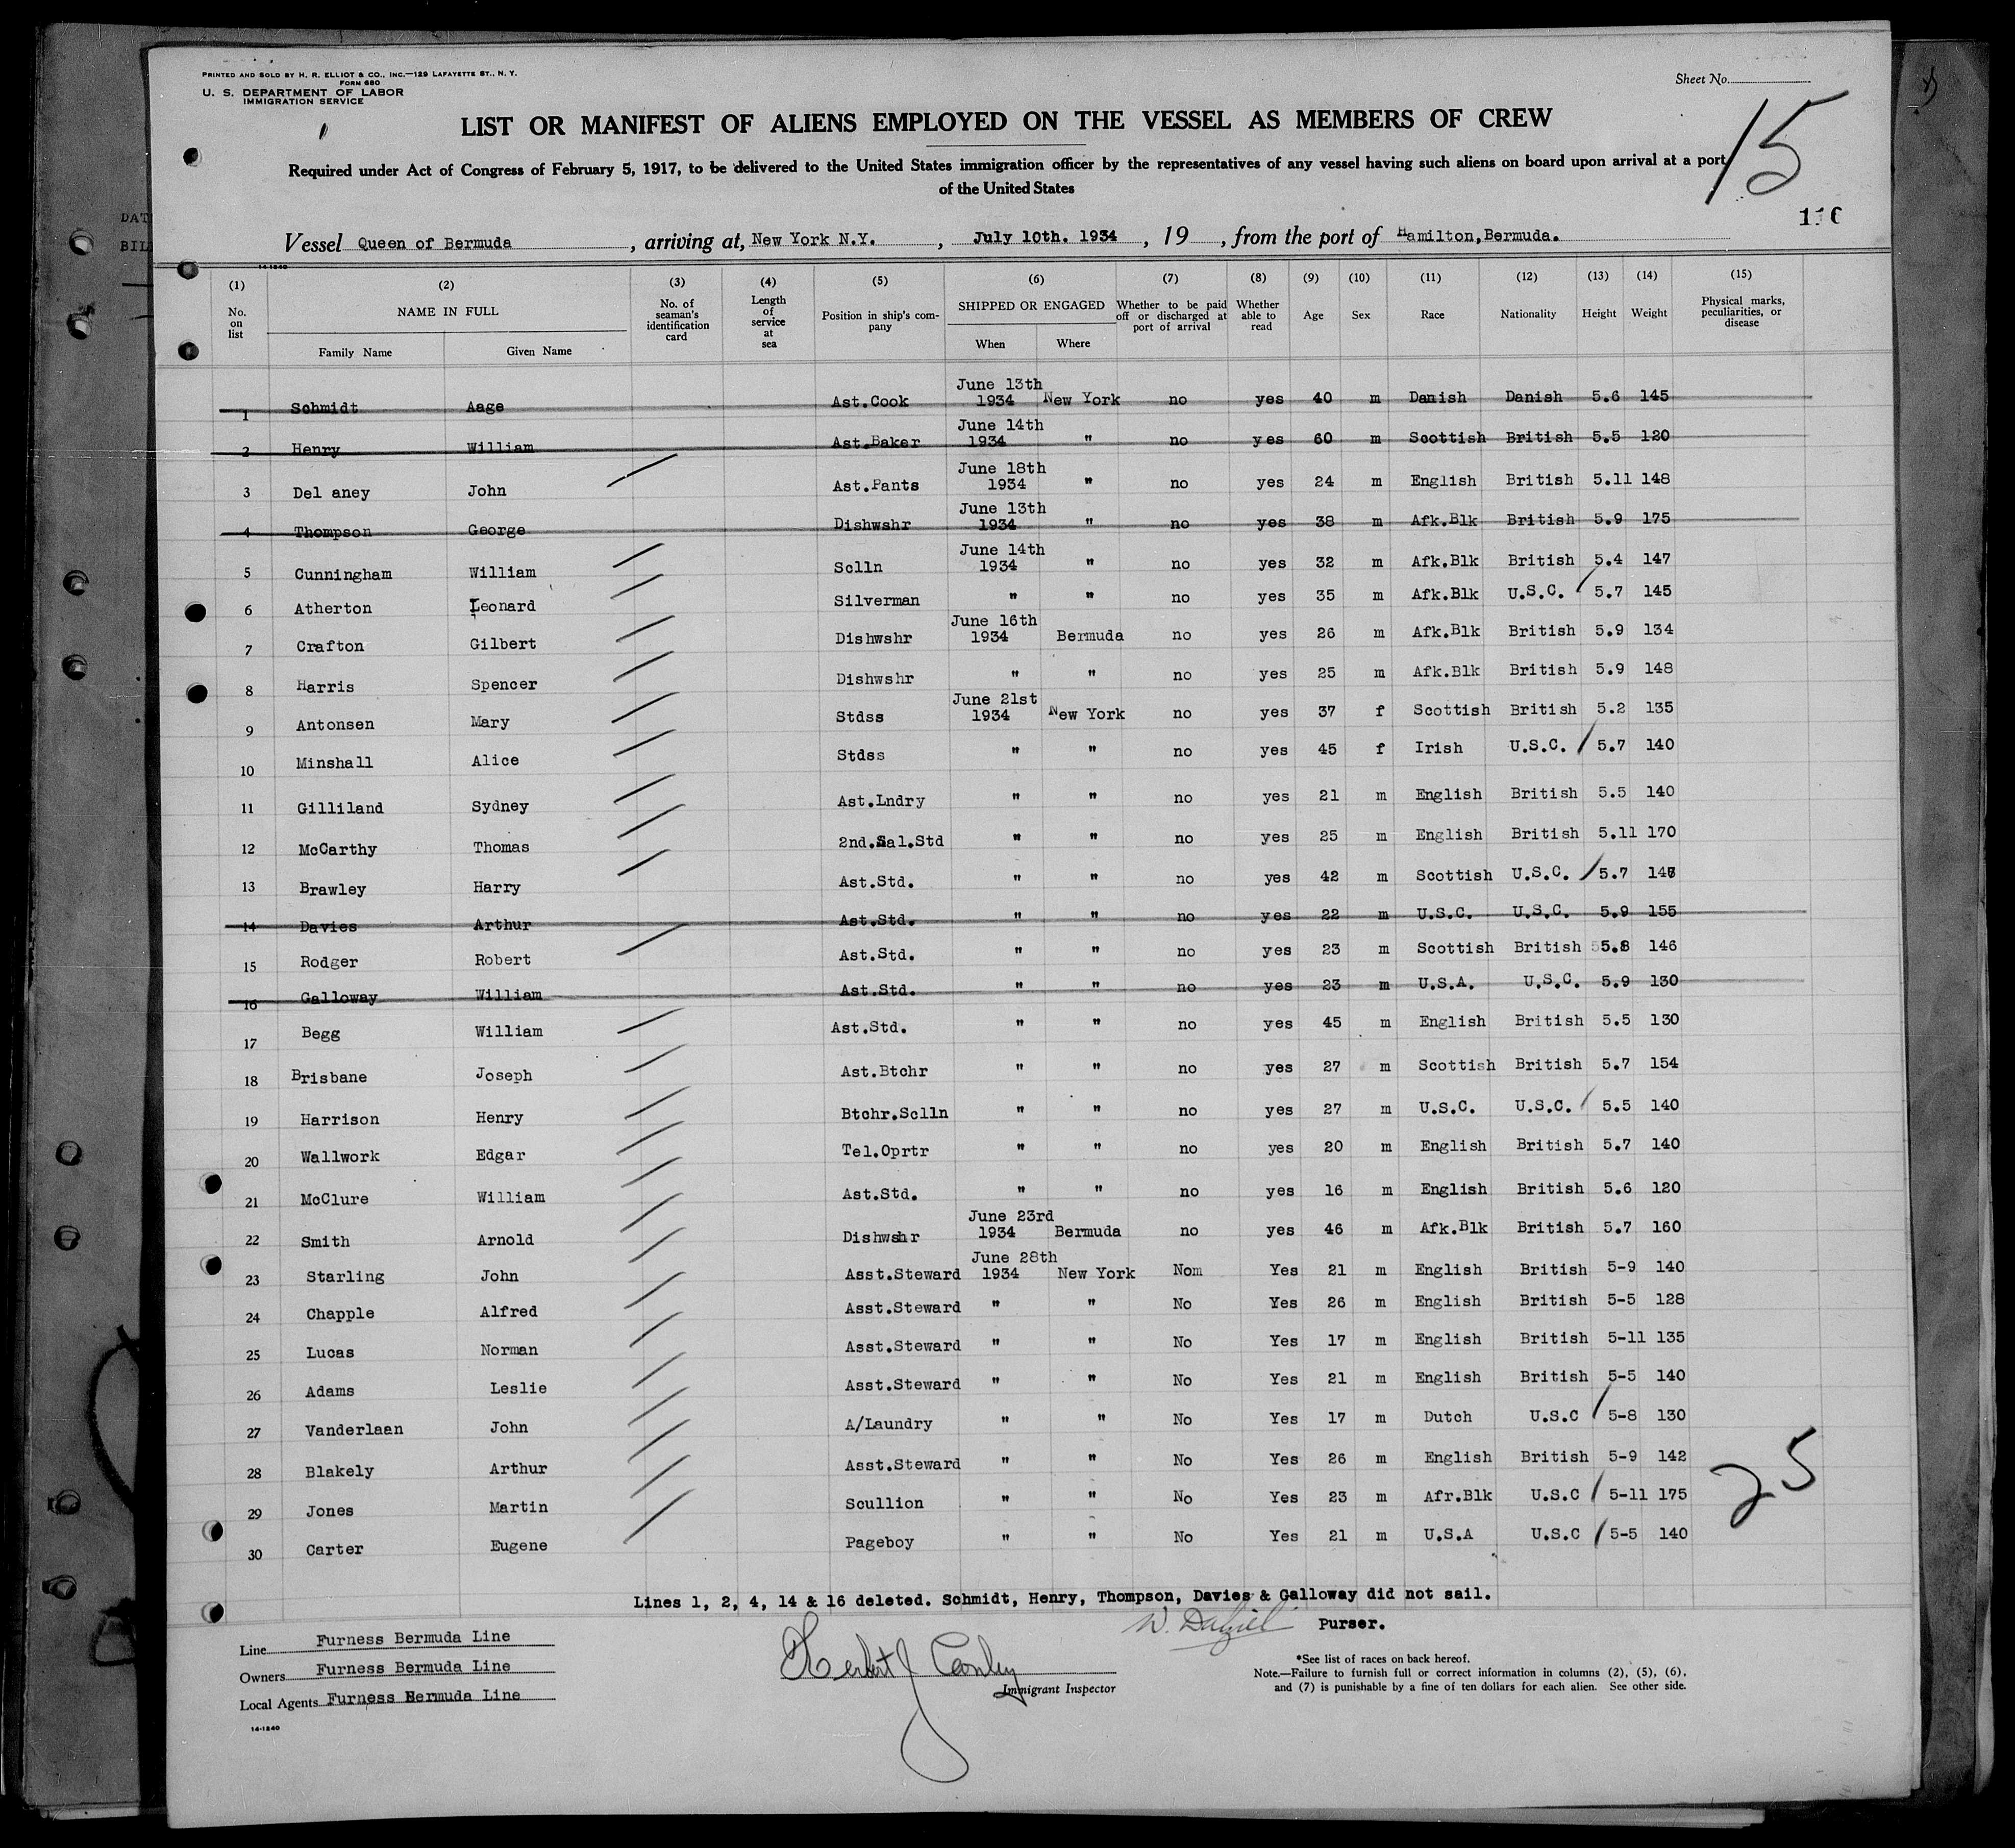 PRINTED AND SOLD BY H. R. ELLIOT & CO., INC.—129 LAFAYETTE ST., N. Y.
FORM 680
U. S. DEPARTMENT OF LABOR
IMMIGRATION SERVICE
Sheet No.
LIST OR MANIFEST OF ALIENS EMPLOYED ON THE VESSEL AS MEMBERS OF CREW
15
Required under Act of Congress of February 5, 1917, to be delivered to the United States immigration officer by the representatives of any vessel having such aliens on board upon arrival at a port
of the United States
Vessel Queen of Bermuda , arriving at, New York N.Y. , July 10th. 1934 , 19 , from the port of Hamilton,Bermuda.
14-1240
(1) (2) (3) (4) (5) (6) (7) (8) (9) (10) (11) (12) (13) (14) (15)
No. on list NAME IN FULL Family Name Given Name No. of seaman's identification card Length of service at sea Position in ship's company SHIPPED OR ENGAGED When Where Whether to be paid off or discharged at port of arrival Whether able to read Age Sex Race Nationality Height Weight Physical marks, peculiarities, or disease
1 Schmidt Aage Ast.Cook June 13th 1934 New York no yes 40 m Danish Danish 5.6 145
2 Henry William Ast.Baker June 14th 1934 " no yes 60 m Scottish British 5.5 120
3 Del aney John Ast.Pants June 18th 1934 " no yes 24 m English British 5.11 148
4 Thompson George Dishwshr June 13th 1934 " no yes 38 m Afk.Blk British 5.9 175
5 Cunningham William Sclln June 14th 1934 " no yes 32 m Afk.Blk British 5.4 147
6 Atherton Leonard Silverman " " no yes 35 m Afk.Blk U.S.C. 5.7 145
7 Crafton Gilbert Dishwshr June 16th 1934 Bermuda no yes 26 m Afk.Blk British 5.9 134
8 Harris Spencer Dishwshr " " no yes 25 m Afk.Blk British 5.9 148
9 Antonsen Mary Stdss June 21st 1934 New York no yes 37 f Scottish British 5.2 135
10 Minshall Alice Stdss " " no yes 45 f Irish U.S.C. 5.7 140
11 Gilliland Sydney Ast.Lndry " " no yes 21 m English British 5.5 140
12 McCarthy Thomas 2nd.Sal.Std " " no yes 25 m English British 5.11 170
13 Brawley Harry Ast.Std. " " no yes 42 m Scottish U.S.C. 5.7
14 Davies Arthur Ast.Std. " " no yes 22 m U.S.C. U.S.C. 5.9 155
15 Rodger Robert Ast.Std. " " no yes 23 m Scottish British 5.8 146
16 Galloway William Ast.Std. " " no yes 23 m U.S.A. U.S.C. 5.9 130
17 Begg William Ast.Std. " " no yes 45 m English British 5.5 130
18 Brisbane Joseph Ast.Btchr " " no yes 27 m Scottish British 5.7 154
19 Harrison Henry Btchr.Sclln " " no yes 27 m U.S.C. U.S.C. 5.5 140
20 Wallwork Edgar Tel.Oprtr " " no yes 20 m English British 5.7 140
21 McClure William Ast.Std. " " no yes 16 m English British 5.6 120
22 Smith Arnold Dishwshr June 23rd 1934 Bermuda no yes 46 m Afk.Blk British 5.7 160
23 Starling John Asst.Steward June 28th 1934 New York Nom Yes 21 m English British 5-9 140
24 Chapple Alfred Asst.Steward " " No Yes 26 m English British 5-5 128
25 Lucas Norman Asst.Steward " " No Yes 17 m English British 5-11 135
26 Adams Leslie Asst.Steward " " No Yes 21 m English British 5-5 140
27 Vanderlaan John A/Laundry " " No Yes 17 m Dutch U.S.C 5-8 130
28 Blakely Arthur Asst.Steward " " No Yes 26 m English British 5-9 142
29 Jones Martin Scullion " " No Yes 23 m Afr.Blk U.S.C 5-11 175
30 Carter Eugene Pageboy " " No Yes 21 m U.S.A U.S.C 5-5 140
25
Lines 1, 2, 4, 14 & 16 deleted. Schmidt, Henry, Thompson, Davies & Galloway did not sail.
Purser.
Line Furness Bermuda Line
Owners Furness Bermuda Line
Local Agents Furness Bermuda Line
14-1240
Immigrant Inspector
*See list of races on back hereof.
Note.—Failure to furnish full or correct information in columns (2), (5), (6),
and (7) is punishable by a fine of ten dollars for each alien. See other side.